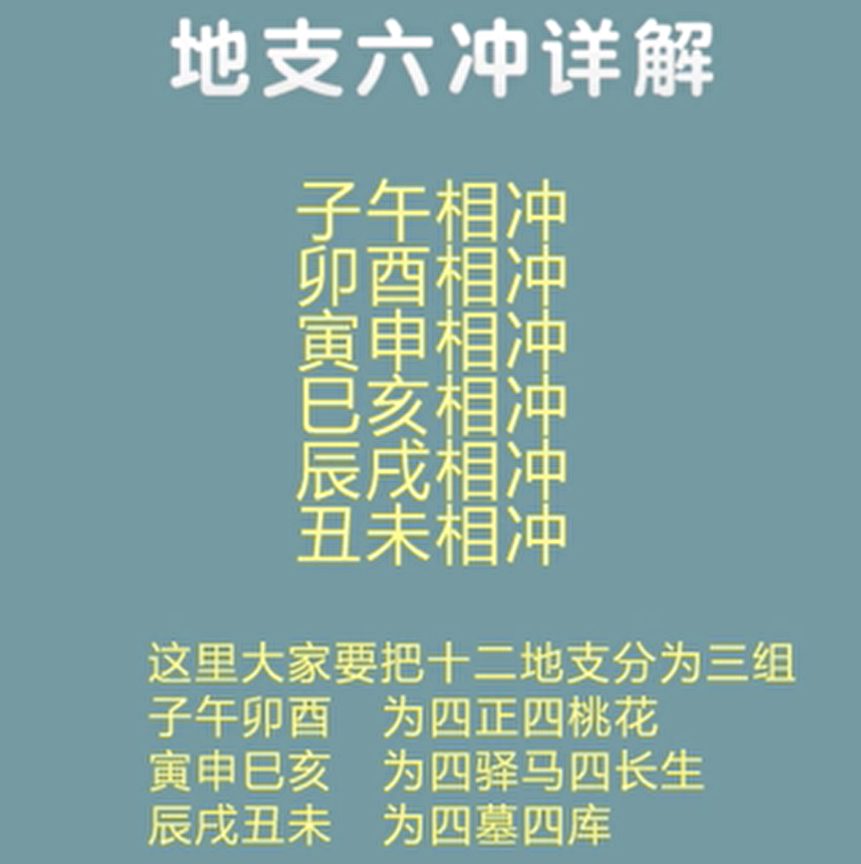 地支六冲详解
子午相冲
卯酉相冲
寅申相冲
巳亥相冲
辰戌相冲
丑未相冲
这里大家要把十二地支分为三组
子午卯酉 为四正四桃花
寅申巳亥 为四驿马四长生
辰戌丑未 为四墓四库